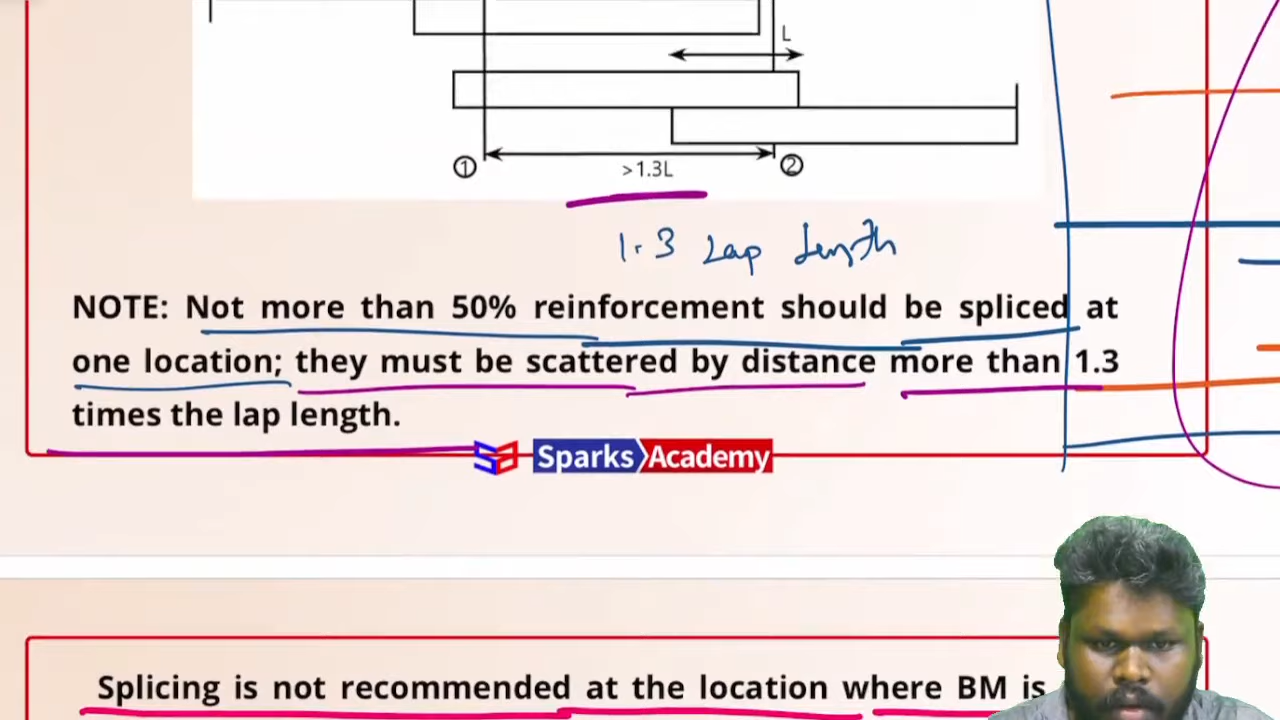 L
① >1.3L ②
1.3 Lap Length
NOTE: Not more than 50% reinforcement should be spliced at
one location; they must be scattered by distance more than 1.3
times the lap length.
Sparks Academy
Splicing is not recommended at the location where BM is